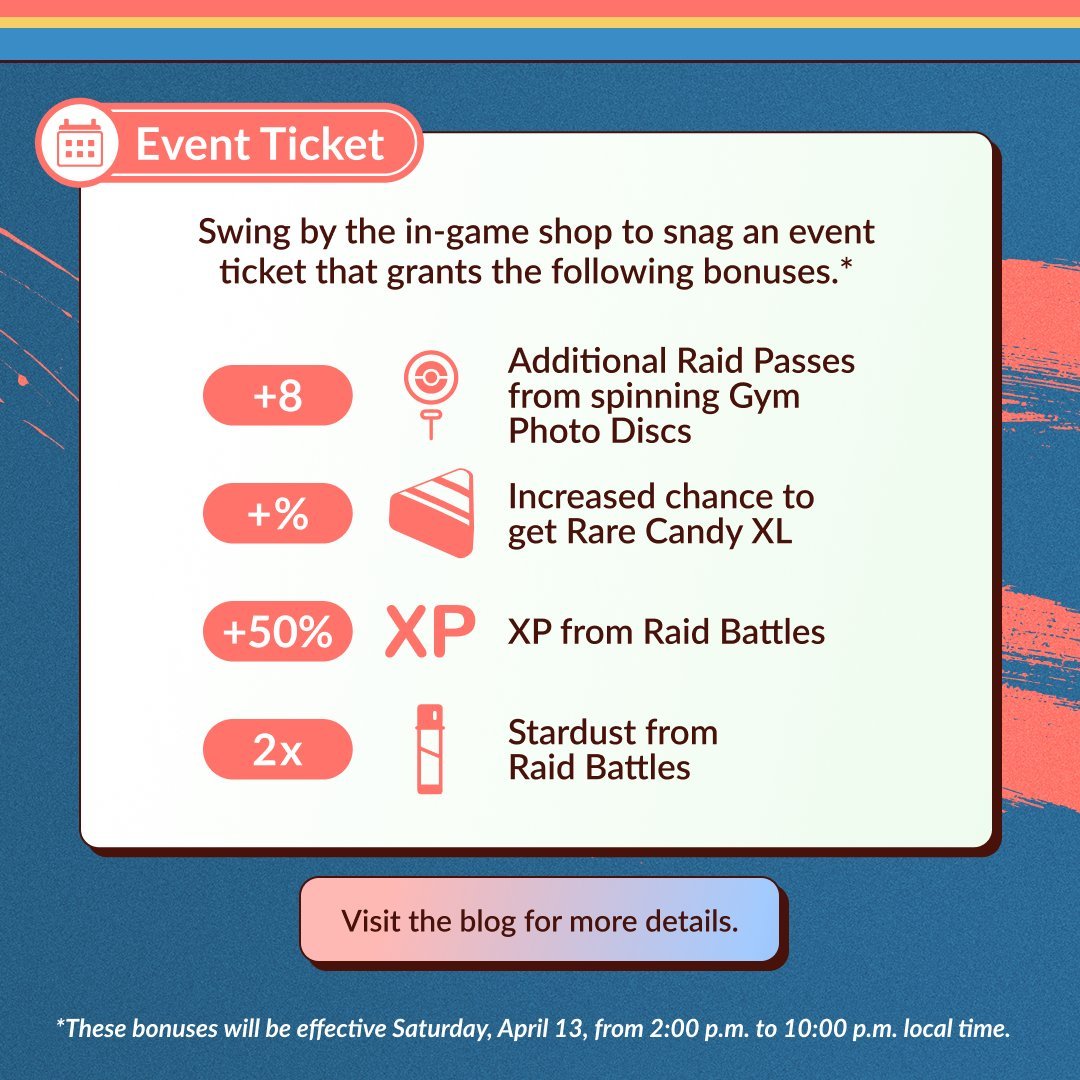 Event Ticket
Swing by the in-game shop to snag an event
ticket that grants the following bonuses.*
+8
Additional Raid Passes
from spinning Gym
Photo Discs
+%
Increased chance to
get Rare Candy XL
+50%
XP
XP from Raid Battles
2x
Stardust from
Raid Battles
Visit the blog for more details.
*These bonuses will be effective Saturday, April 13, from 2:00 p.m. to 10:00 p.m. local time.